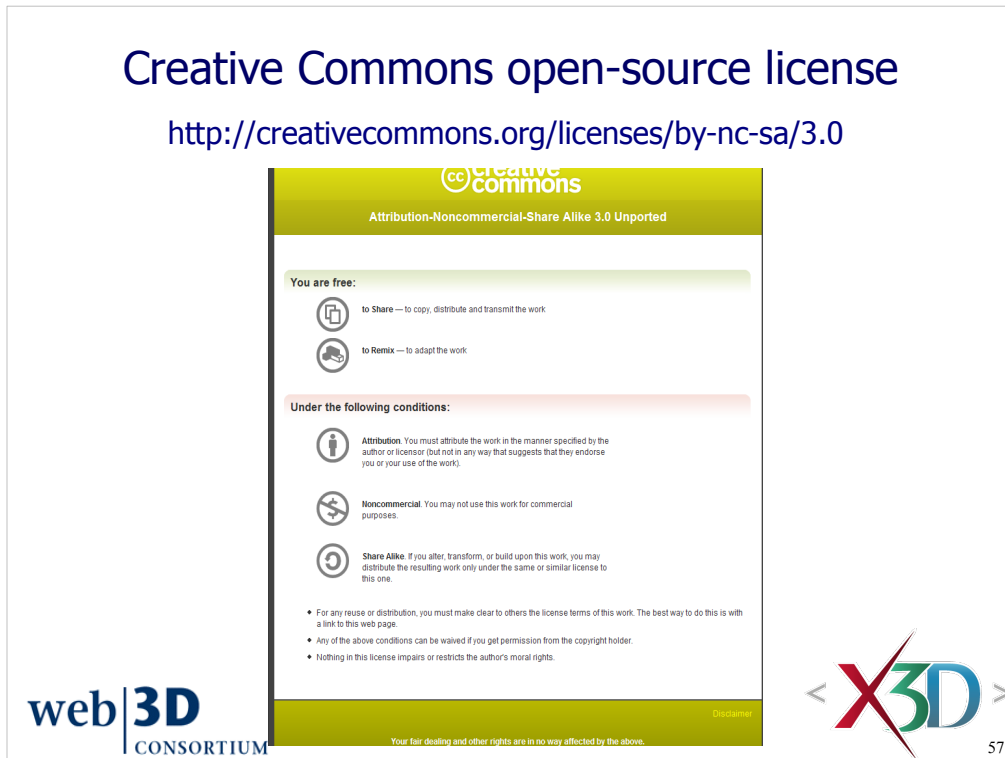 Creative Commons open-source license
http://creativecommons.org/licenses/by-nc-sa/3.0
cc creative
commons
Attribution-Noncommercial-Share Alike 3.0 Unported
You are free:
to Share — to copy, distribute and transmit the work
to Remix — to adapt the work
Under the following conditions:
Attribution. You must attribute the work in the manner specified by the
author or licensor (but not in any way that suggests that they endorse
you or your use of the work).
Noncommercial. You may not use this work for commercial
purposes.
Share Alike. If you alter, transform, or build upon this work, you may
distribute the resulting work only under the same or similar license to
this one.
◆ For any reuse or distribution, you must make clear to others the license terms of this work. The best way to do this is with
a link to this web page.
◆ Any of the above conditions can be waived if you get permission from the copyright holder.
◆ Nothing in this license impairs or restricts the author's moral rights.
Disclaimer
Your fair dealing and other rights are in no way affected by the above.
web|3D
CONSORTIUM
<X3D>
57